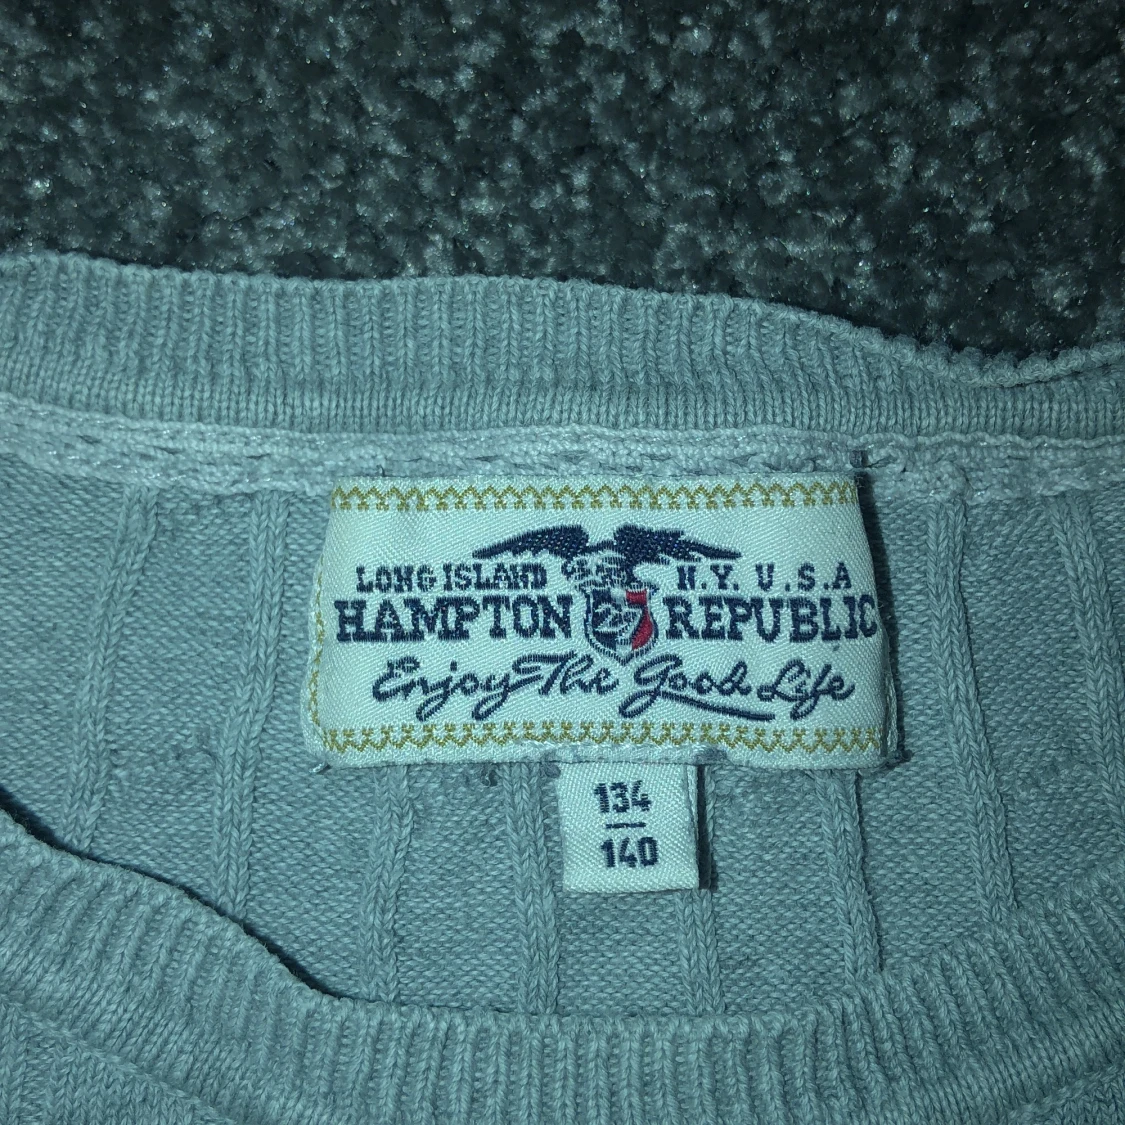 LONG ISLAND N.Y. U.S.A
HAMPTON 27 REPUBLIC
Enjoy The Good Life
134
140